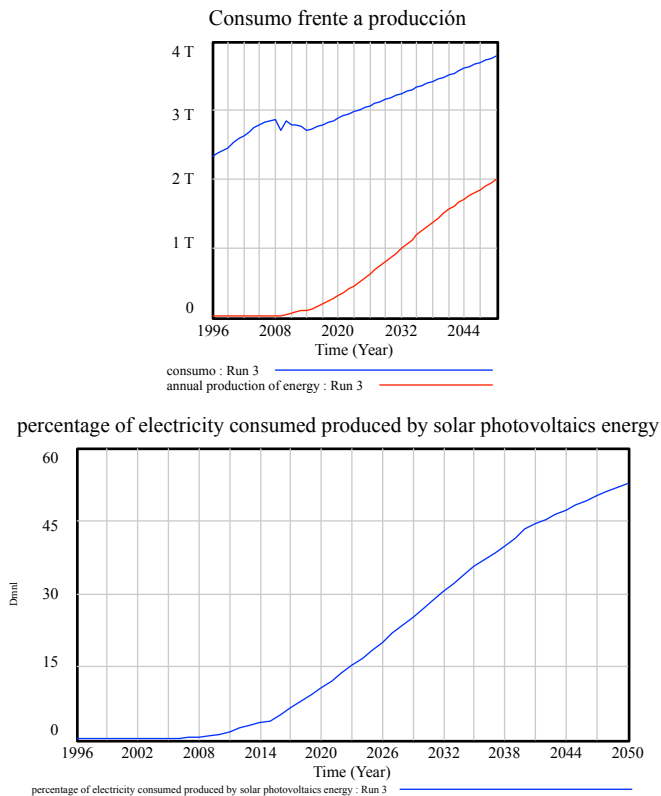 Consumo frente a producción
4 T
3 T
2 T
1 T
0
1996 2008 2020 2032 2044
Time (Year)
consumo : Run 3
annual production of energy : Run 3
percentage of electricity consumed produced by solar photovoltaics energy
60
45
30
15
0
Dmnl
1996 2002 2008 2014 2020 2026 2032 2038 2044 2050
Time (Year)
percentage of electricity consumed produced by solar photovoltaics energy : Run 3